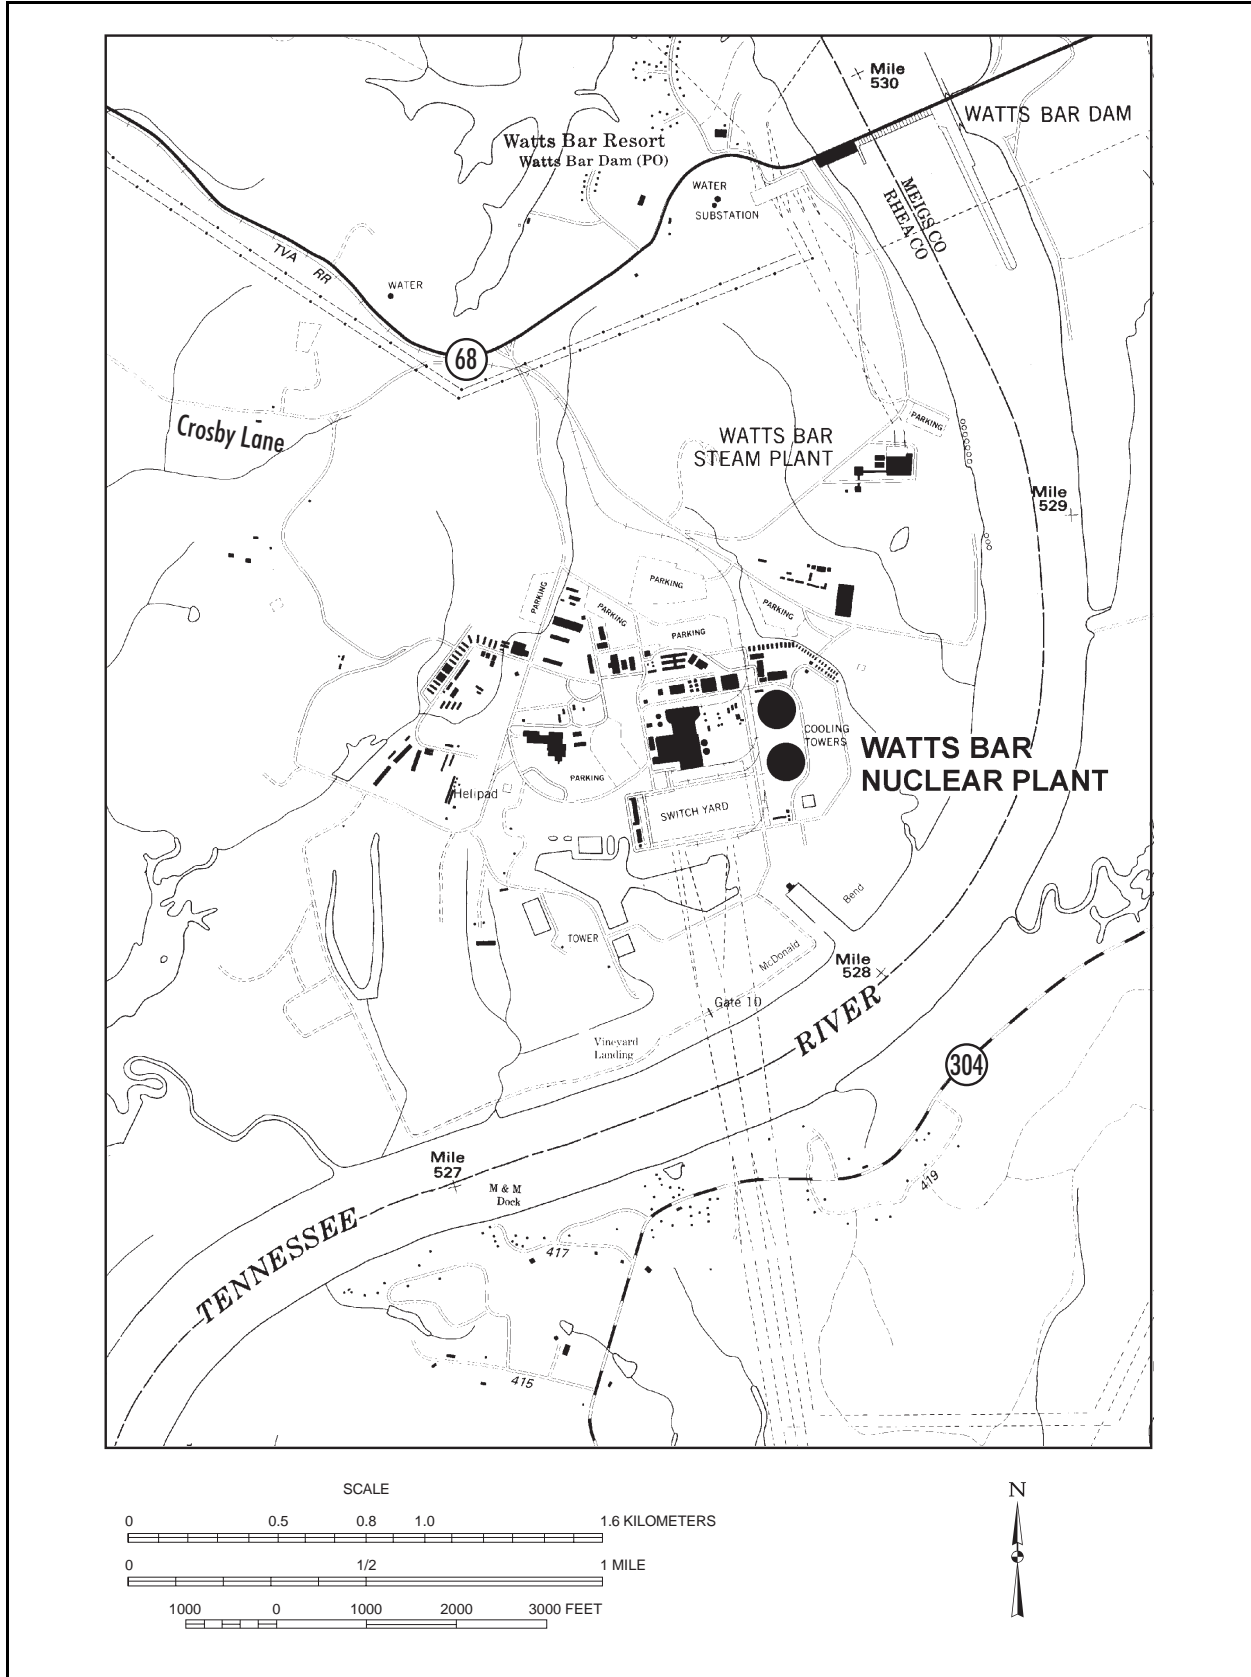 Mile
530
WATTS BAR DAM
Watts Bar Resort
Watts Bar Dam (PO)
MEIGS CO
RHEA CO
WATER
SUBSTATION
TVA RR
WATER
68
Crosby Lane
PARKING
WATTS BAR
STEAM PLANT
Mile
529
PARKING
PARKING
PARKING
PARKING
PARKING
COOLING
TOWERS
WATTS BAR
NUCLEAR PLANT
PARKING
Helipad
SWITCH YARD
Bend
TOWER
McDonald
Mile
528
Gate 10
RIVER
Vineyard
Landing
304
Mile
527
M & M
Dock
419
TENNESSEE
417
415
SCALE
0 0.5 0.8 1.0 1.6 KILOMETERS
0 1/2 1 MILE
1000 0 1000 2000 3000 FEET
N